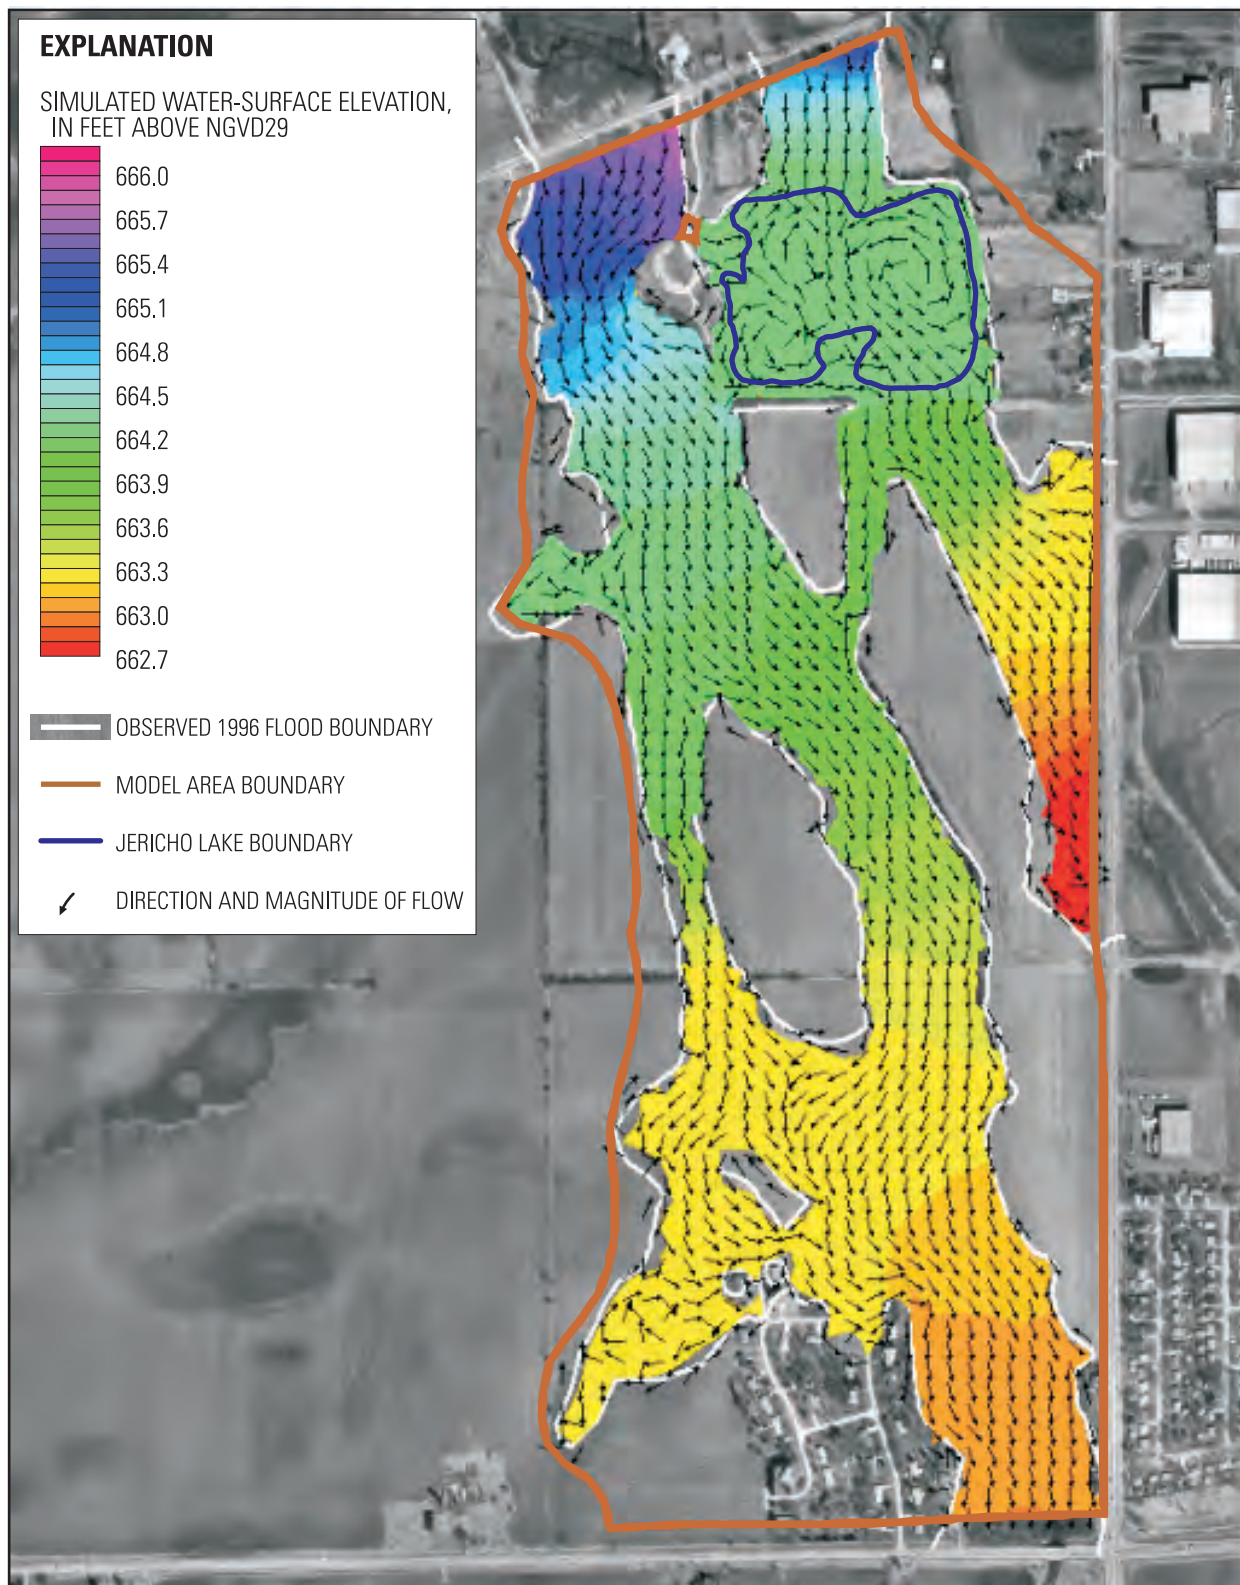 EXPLANATION
SIMULATED WATER-SURFACE ELEVATION,
IN FEET ABOVE NGVD29
666.0
665.7
665.4
665.1
664.8
664.5
664.2
663.9
663.6
663.3
663.0
662.7
OBSERVED 1996 FLOOD BOUNDARY
MODEL AREA BOUNDARY
JERICHO LAKE BOUNDARY
DIRECTION AND MAGNITUDE OF FLOW